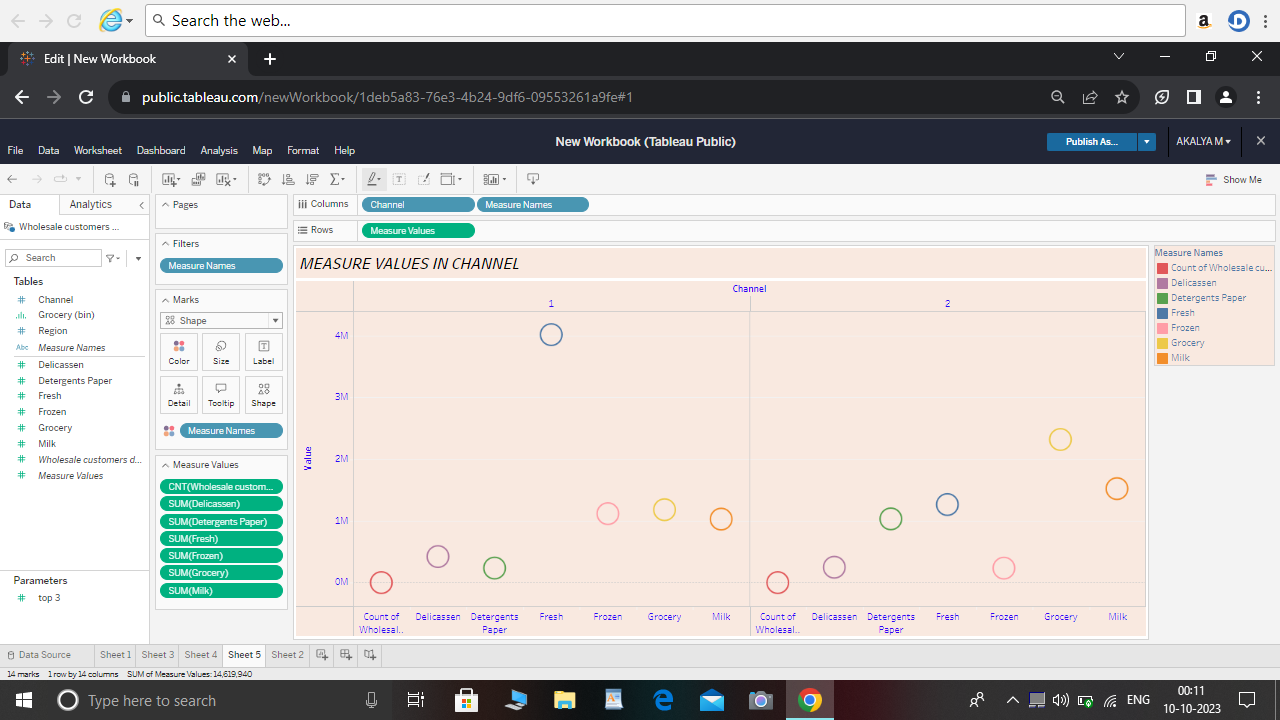 Search the web...
Edit | New Workbook
public.tableau.com/newWorkbook/1deb5a83-76e3-4b24-9df6-09553261a9fe#1
New Workbook (Tableau Public)
Publish As...
AKALYA M
File Data Worksheet Dashboard Analysis Map Format Help
Show Me
Data Analytics
Wholesale customers ...
Search
Tables
Channel
Grocery (bin)
Region
Abc Measure Names
Delicassen
Detergents Paper
Fresh
Frozen
Grocery
Milk
Wholesale customers d...
Measure Values
Parameters
top 3
Pages
Filters
Measure Names
Marks
Shape
Color Size Label
Detail Tooltip Shape
Measure Names
Measure Values
CNT(Wholesale custom...
SUM(Delicassen)
SUM(Detergents Paper)
SUM(Fresh)
SUM(Frozen)
SUM(Grocery)
SUM(Milk)
Columns Channel Measure Names
Rows Measure Values
MEASURE VALUES IN CHANNEL
Channel
1 2
4M
3M
2M
1M
0M
Value
Count of Wholesal.. Delicassen Detergents Paper Fresh Frozen Grocery Milk Count of Wholesal.. Delicassen Detergents Paper Fresh Frozen Grocery Milk
Measure Names
Count of Wholesale cu...
Delicassen
Detergents Paper
Fresh
Frozen
Grocery
Milk
Data Source Sheet 1 Sheet 3 Sheet 4 Sheet 5 Sheet 2
14 marks 1 row by 14 columns SUM of Measure Values: 14,619,940
Type here to search
ENG
00:11
10-10-2023